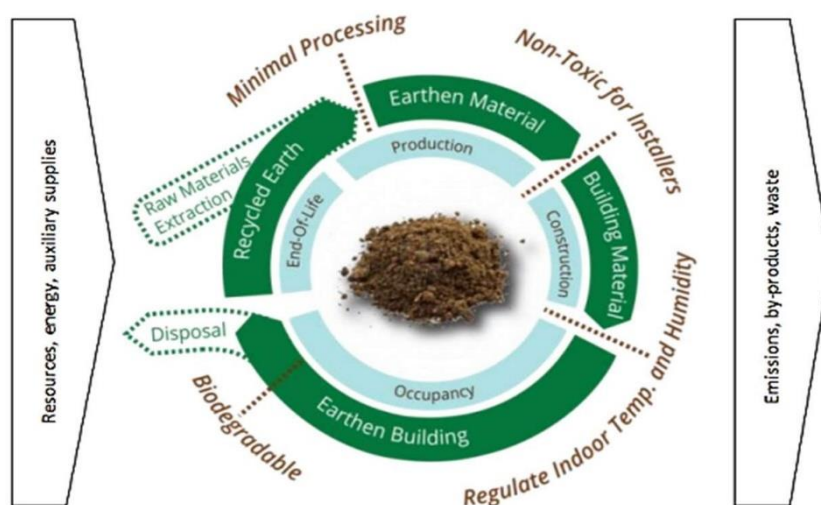 Resources, energy, auxiliary supplies
Minimal Processing
Non-Toxic for Installers
Earthen Material
Production
Raw Materials
Extraction
Recycled Earth
End-Of-Life
Building Material
Construction
Disposal
Occupancy
Earthen Building
Biodegradable
Regulate Indoor Temp. and Humidity
Emissions, by-products, waste